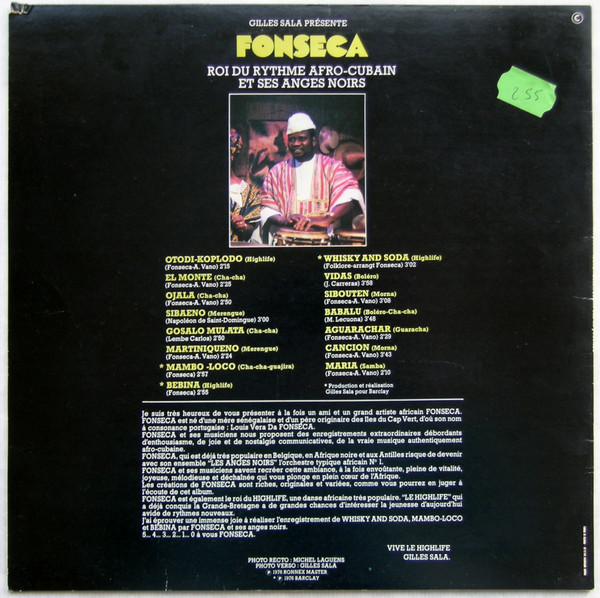 GILLES SALA PRÉSENTE
FONSECA
ROI DU RYTHME AFRO-CUBAIN
ET SES ANGES NOIRS
C
255
OTODI-KOPLODO (Highlife)
(Fonseca-A. Vano) 2'15
EL MONTE (Cha-cha)
(Fonseca-A. Vano) 2'25
OJALA (Cha-cha)
(Fonseca-A. Vano) 2'50
SIBAENO (Merengue)
(Napoléon de Saint-Domingue) 3'00
GOSALO MULATA (Cha-cha)
(Lembe Carlos) 2'50
MARTINIQUENO (Merengue)
(Fonseca-A. Vano) 2'24
* MAMBO -LOCO (Cha-cha-guajira)
(Fonseca) 2'57
* BEBINA (Highlife)
(Fonseca) 2'55
* WHISKY AND SODA (Highlife)
(Folklore-arrangt Fonseca) 3'02
VIDAS (Boléro)
(J. Carreras) 3'58
SIBOUTEN (Morna)
(Fonseca-A. Vano) 3'08
BABALU (Boléro-Cha-cha)
(M. Lecuona) 3'48
AGUARACHAR (Guaracha)
(Fonseca-A. Vano) 2'29
CANCION (Morna)
(Fonseca-A. Vano) 3'43
MARIA (Samba)
(Fonseca-A. Vano) 2'10
* Production et réalisation
Gilles Sala pour Barclay
Je suis très heureux de vous présenter à la fois un ami et un grand artiste africain FONSECA.
FONSECA est né d'une mère sénégalaise et d'un père originaire des Iles du Cap Vert, d'où son nom
à consonance portugaise : Louis Vera Da FONSECA.
FONSECA et ses musiciens nous proposent des enregistrements extraordinaires débordants
d'enthousiasme, de joie et de nostalgie communicatives, de la vraie musique authentiquement
afro-cubaine.
FONSECA, qui est déjà très populaire en Belgique, en Afrique noire et aux Antilles risque de devenir
avec son ensemble "LES ANGES NOIRS" l'orchestre typique africain N° 1.
FONSECA et ses musiciens savent recréer cette ambiance, à la fois envoûtante, pleine de vitalité,
joyeuse, mélodieuse et déchaînée qui vous plonge en plein cœur de l'Afrique.
Les créations de FONSECA sont riches, originales et variées, comme vous pourrez en juger à
l'écoute de cet album.
FONSECA est également le roi du HIGHLIFE, une danse africaine très populaire. "LE HIGHLIFE" qui
a déjà conquis la Grande-Bretagne a de grandes chances d'intéresser la jeunesse d'aujourd'hui
avide de rythmes nouveaux.
J'ai éprouver une immense joie à réaliser l'enregistrement de WHISKY AND SODA, MAMBO-LOCO
et BEBINA par FONSECA et ses anges noirs.
5... 4... 3... 2... 1... 0 à vous FONSECA.
VIVE LE HIGHLIFE
GILLES SALA.
PHOTO RECTO : MICHEL LAGUENS
PHOTO VERSO : GILLES SALA
℗ 1976 RONNEX MASTER
* ℗ 1976 BARCLAY